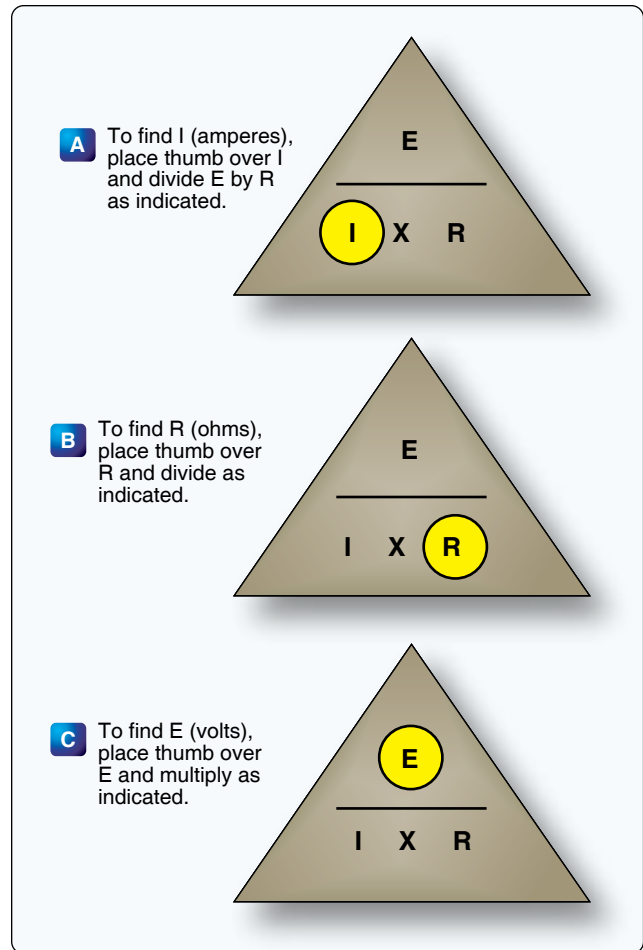 E
A To find I (amperes),
place thumb over I
and divide E by R
as indicated.
I X R
E
B To find R (ohms),
place thumb over
R and divide as
indicated.
I X R
C To find E (volts),
place thumb over
E and multiply as
indicated.
E
I X R